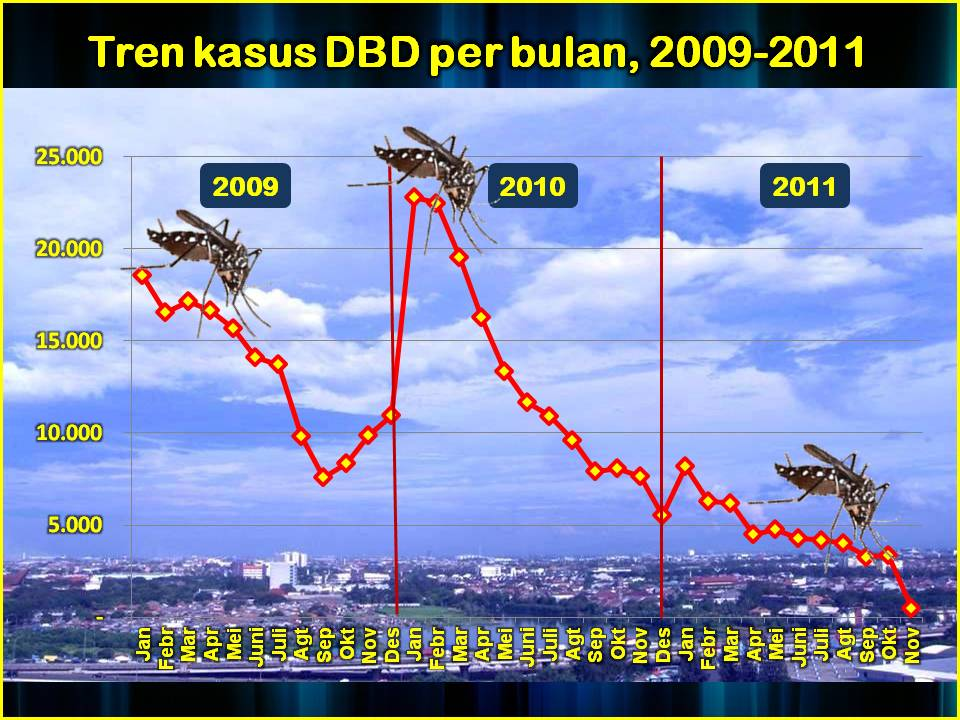 Tren kasus DBD per bulan, 2009-2011
25.000
20.000
15.000
10.000
5.000
-
2009
2010
2011
Jan
Febr
Mar
Apr
Mei
Juni
Juli
Agt
Sep
Okt
Nov
Des
Jan
Febr
Mar
Apr
Mei
Juni
Juli
Agt
Sep
Okt
Nov
Des
Jan
Febr
Mar
Apr
Mei
Juni
Juli
Agt
Sep
Okt
Nov